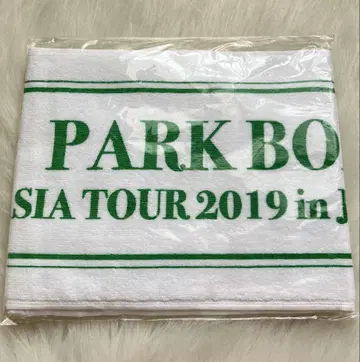 PARK BO
SIA TOUR 2019 in J